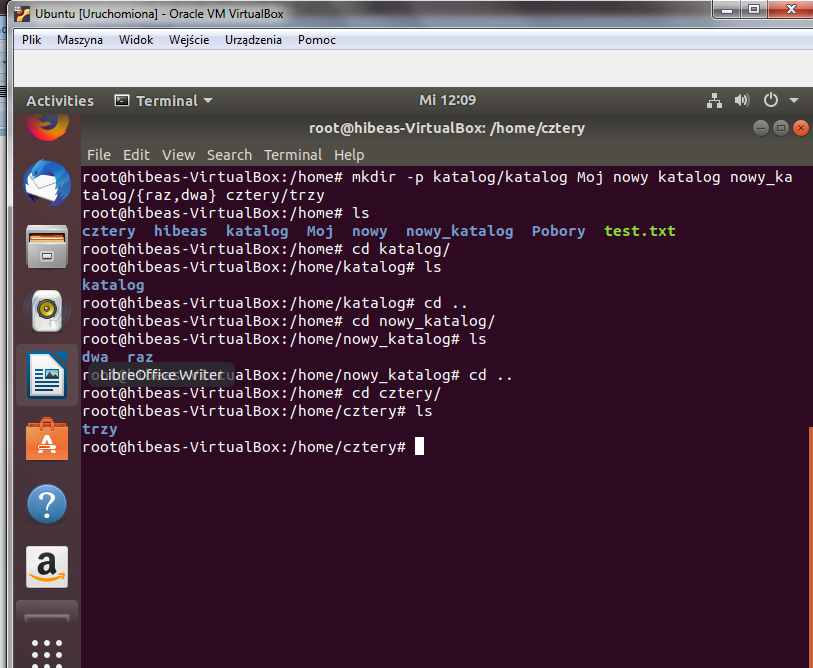 Ubuntu [Uruchomiona] - Oracle VM VirtualBox
Plik Maszyna Widok Wejście Urządzenia Pomoc
Activities Terminal Mi 12:09
root@hibeas-VirtualBox: /home/cztery
File Edit View Search Terminal Help
root@hibeas-VirtualBox:/home# mkdir -p katalog/katalog Moj nowy katalog nowy_ka
talog/{raz,dwa} cztery/trzy
root@hibeas-VirtualBox:/home# ls
cztery hibeas katalog Moj nowy nowy_katalog Pobory test.txt
root@hibeas-VirtualBox:/home# cd katalog/
root@hibeas-VirtualBox:/home/katalog# ls
katalog
root@hibeas-VirtualBox:/home/katalog# cd ..
root@hibeas-VirtualBox:/home# cd nowy_katalog/
root@hibeas-VirtualBox:/home/nowy_katalog# ls
dwa raz
LibreOffice Writer
root@hibeas-VirtualBox:/home/nowy_katalog# cd ..
root@hibeas-VirtualBox:/home# cd cztery/
root@hibeas-VirtualBox:/home/cztery# ls
trzy
root@hibeas-VirtualBox:/home/cztery#